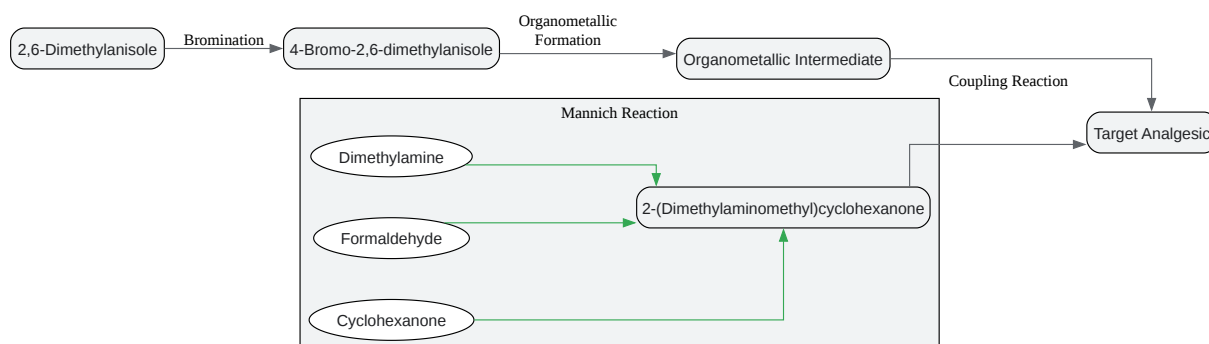 2,6-Dimethylanisole
Bromination
4-Bromo-2,6-dimethylanisole
Organometallic
Formation
Organometallic Intermediate
Coupling Reaction
Target Analgesic
Mannich Reaction
Dimethylamine
2-(Dimethylaminomethyl)cyclohexanone
Formaldehyde
Cyclohexanone